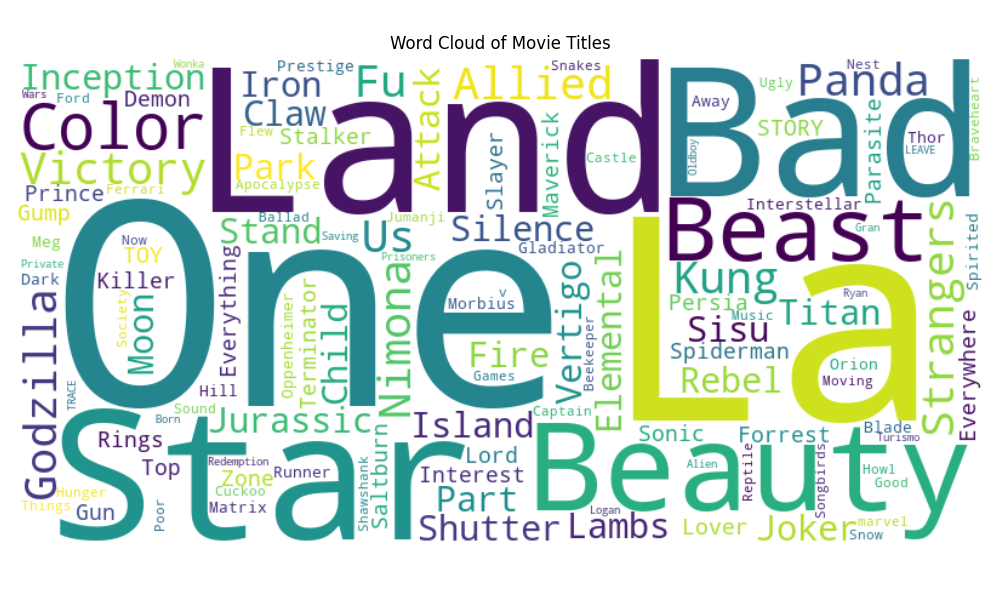 Word Cloud of Movie Titles
Wonka
Prestige
Snakes
Nest
Inception
Iron
Fu
Allied
Ugly
Panda
Wars
Ford
Demon
Land
Bad
Away
Color
Claw
Attack
Flew
Stalker
Slayer
Maverick
STORY
Parasite
Thor
LEAVE
Braveheart
Victory
Park
Castle
Oldboy
Prince
Ferrari
Apocalypse
Gump
Ballad
Jumanji
Beast
Interstellar
Stand
Saving
Us
Silence
Gran
Meg
Now
TOY
Gladiator
Strangers
Spirited
Private
Prisoners
Dark
Killer
One
La
Kung
Everything
Nimona
Morbius
v
Vertigo
Elemental
Persia
Music
Titan
Ryan
Godzilla
Society
Moon
Oppenheimer
Terminator
Child
Fire
Games
Beekeeper
Sisu
Spiderman
Orion
Moving
Rebel
Everywhere
TRACE
Hill
Sound
Born
Jurassic
Island
Captain
Star
Beauty
Rings
Sonic
Forrest
Blade
Turismo
Top
Redemption
Zone
Runner
Lord
Interest
Alien
Howl
Good
Hunger
Things
Gun
Poor
Cuckoo
Matrix
Shawshank
Saltburn
Part
Reptile
Songbirds
Logan
Shutter
Lambs
Lover
Joker
marvel
Snow